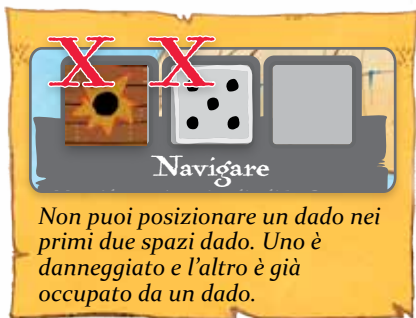 X X
Navigare
Non puoi posizionare un dado nei
primi due spazi dado. Uno è
danneggiato e l'altro è già
occupato da un dado.